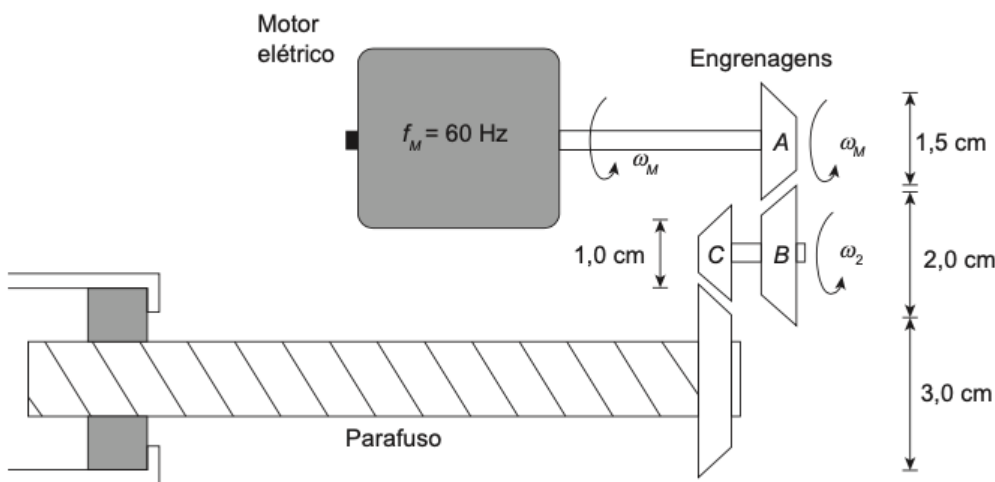 Motor
elétrico
Engrenagens
f_M = 60 Hz
ω_M
A
ω_M
1,5 cm
1,0 cm
C
B
ω_2
2,0 cm
3,0 cm
Parafuso